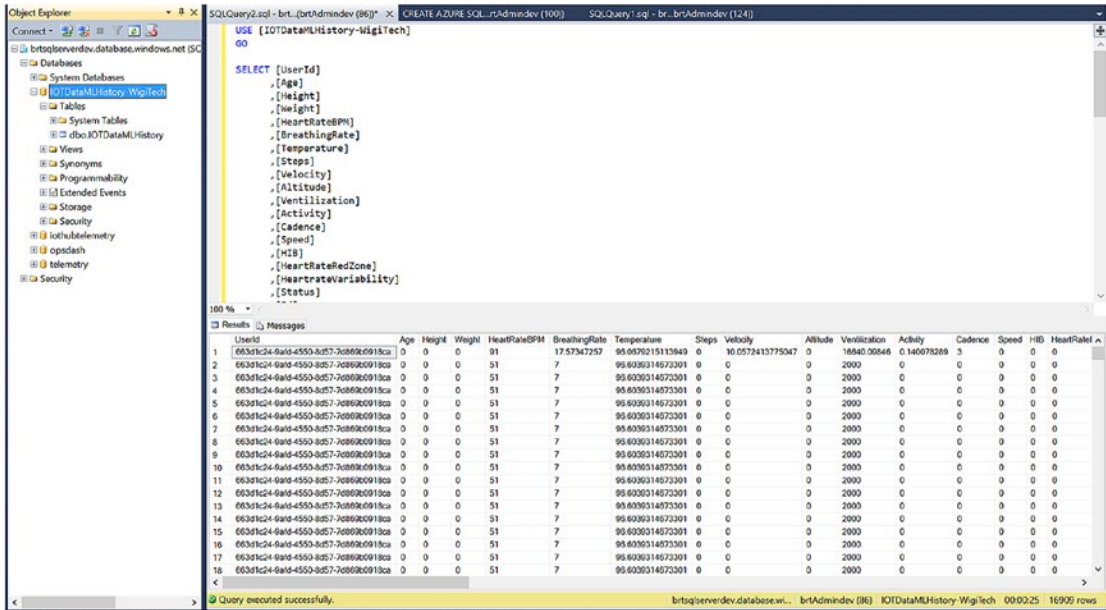 Object Explorer
Connect
brtsqlserverdev.database.windows.net (SC
Databases
System Databases
IOTDataMLHistory-WigiTech
Tables
System Tables
dbo.IOTDataMLHistory
Views
Synonyms
Programmability
Extended Events
Storage
Security
iothubtelemetry
opsdash
telemetry
Security
SQLQuery2.sql - brt...(brtAdmindev (86))* CREATE AZURE SQL...rtAdmindev (100)) SQLQuery1.sql - br...brtAdmindev (124))
USE [IOTDataMLHistory-WigiTech]
GO
SELECT [UserId]
,[Age]
,[Height]
,[Weight]
,[HeartRateBPM]
,[BreathingRate]
,[Temperature]
,[Steps]
,[Velocity]
,[Altitude]
,[Ventilization]
,[Activity]
,[Cadence]
,[Speed]
,[HIB]
,[HeartRateRedZone]
,[HeartrateVariability]
,[Status]
100 %
Results Messages
UserId Age Height Weight HeartRateBPM BreathingRate Temperature Steps Velocity Altitude Ventilization Activity Cadence Speed HIB HeartRate
1 0 0 0 91 17.57347257 0 10.0572413775047 0 16640.09846 0.140078289 3 0 0 0
2 0 0 0 51 7 0 0 0 2000 0 0 0 0 0
3 0 0 0 51 7 0 0 0 2000 0 0 0 0 0
4 0 0 0 51 7 0 0 0 2000 0 0 0 0 0
5 0 0 0 51 7 0 0 0 2000 0 0 0 0 0
6 0 0 0 51 7 0 0 0 2000 0 0 0 0 0
7 0 0 0 51 7 0 0 0 2000 0 0 0 0 0
8 0 0 0 51 7 0 0 0 2000 0 0 0 0 0
9 0 0 0 51 7 0 0 0 2000 0 0 0 0 0
10 0 0 0 51 7 0 0 0 2000 0 0 0 0 0
11 0 0 0 51 7 0 0 0 2000 0 0 0 0 0
12 0 0 0 51 7 0 0 0 2000 0 0 0 0 0
13 0 0 0 51 7 0 0 0 2000 0 0 0 0 0
14 0 0 0 51 7 0 0 0 2000 0 0 0 0 0
15 0 0 0 51 7 0 0 0 2000 0 0 0 0 0
16 0 0 0 51 7 0 0 0 2000 0 0 0 0 0
17 0 0 0 51 7 0 0 0 2000 0 0 0 0 0
18 0 0 0 51 7 0 0 0 2000 0 0 0 0 0
Query executed successfully. brtsqlserverdev.database.wi... brtAdmindev (86) IOTDataMLHistory-WigiTech 00:00:25 16909 rows